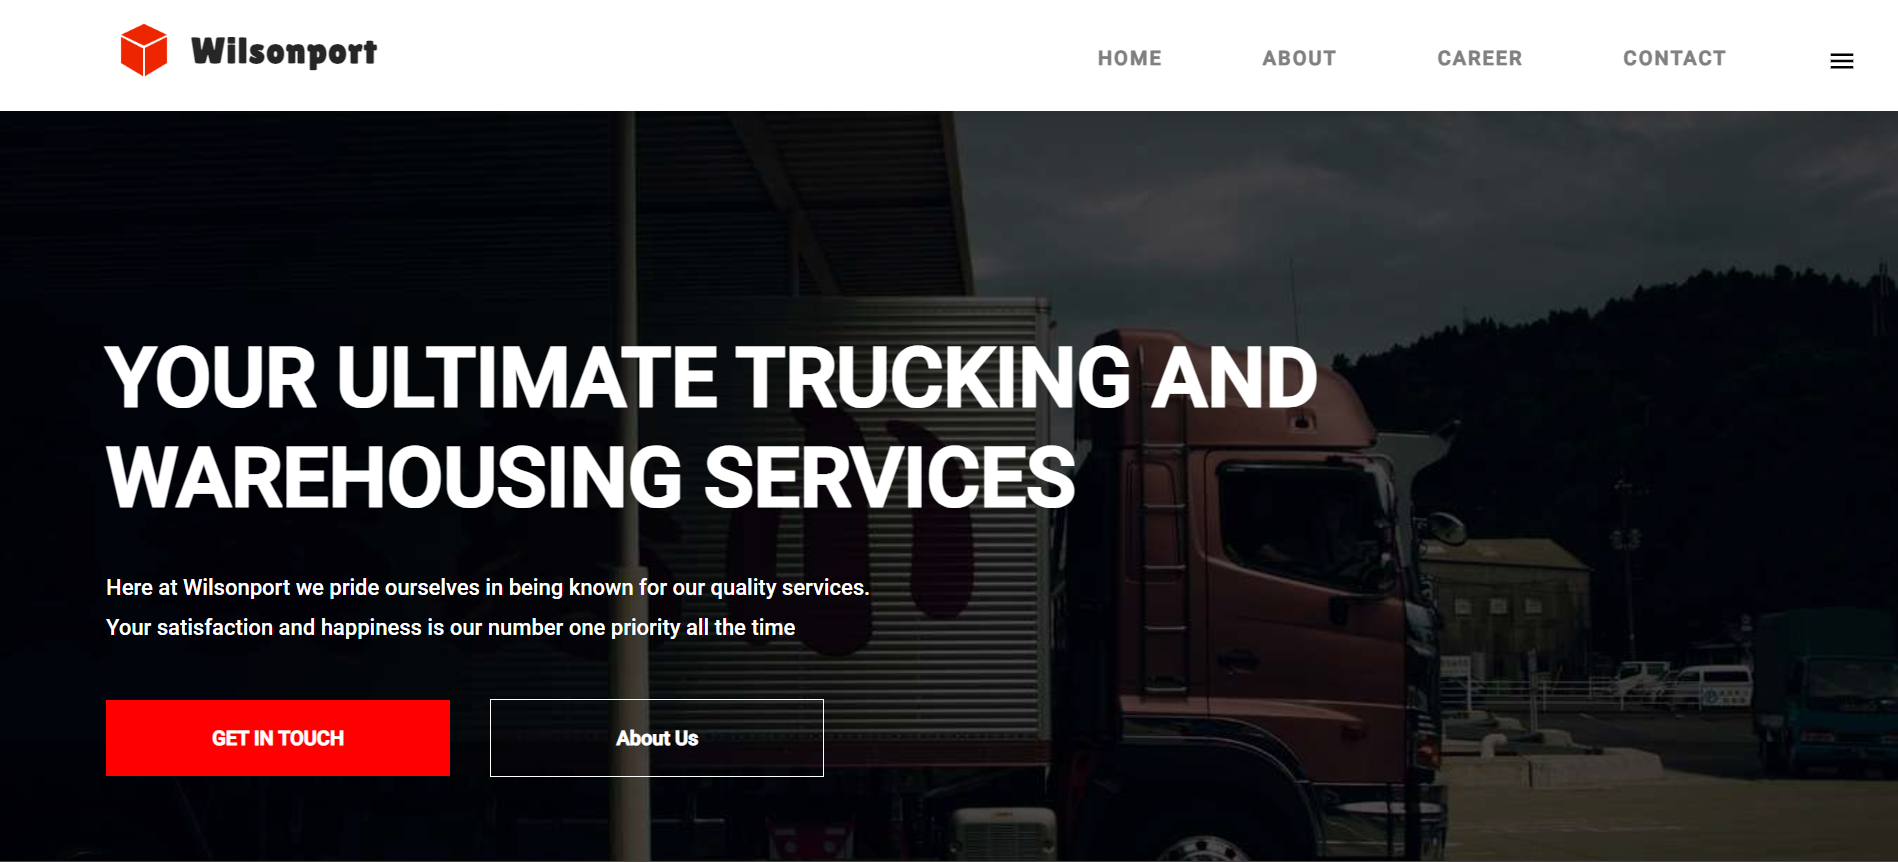 Wilsonport
HOME ABOUT CAREER CONTACT
YOUR ULTIMATE TRUCKING AND
WAREHOUSING SERVICES
Here at Wilsonport we pride ourselves in being known for our quality services.
Your satisfaction and happiness is our number one priority all the time
GET IN TOUCH About Us